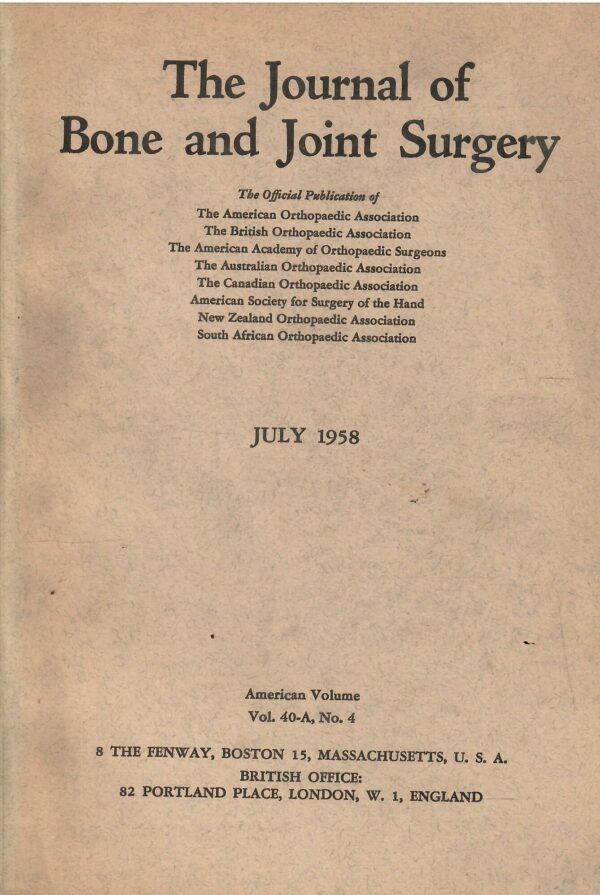 The Journal of
Bone and Joint Surgery
The Official Publication of
The American Orthopaedic Association
The British Orthopaedic Association
The American Academy of Orthopaedic Surgeons
The Australian Orthopaedic Association
The Canadian Orthopaedic Association
American Society for Surgery of the Hand
New Zealand Orthopaedic Association
South African Orthopaedic Association
JULY 1958
American Volume
Vol. 40-A, No. 4
8 THE FENWAY, BOSTON 15, MASSACHUSETTS, U. S. A.
BRITISH OFFICE:
82 PORTLAND PLACE, LONDON, W. 1, ENGLAND